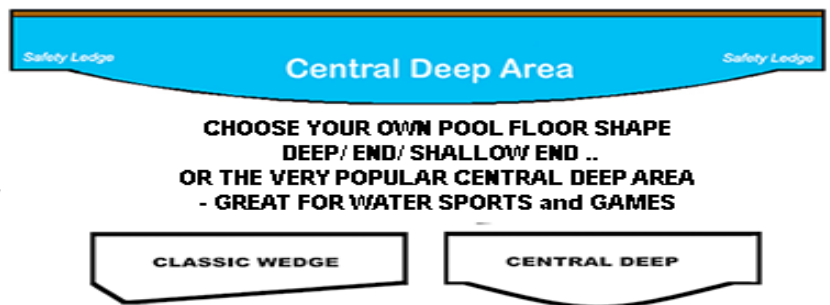 Safety Ledge
Safety Ledge
Central Deep Area
CHOOSE YOUR OWN POOL FLOOR SHAPE
DEEP/ END/ SHALLOW END ..
OR THE VERY POPULAR CENTRAL DEEP AREA
- GREAT FOR WATER SPORTS and GAMES
CLASSIC WEDGE
CENTRAL DEEP